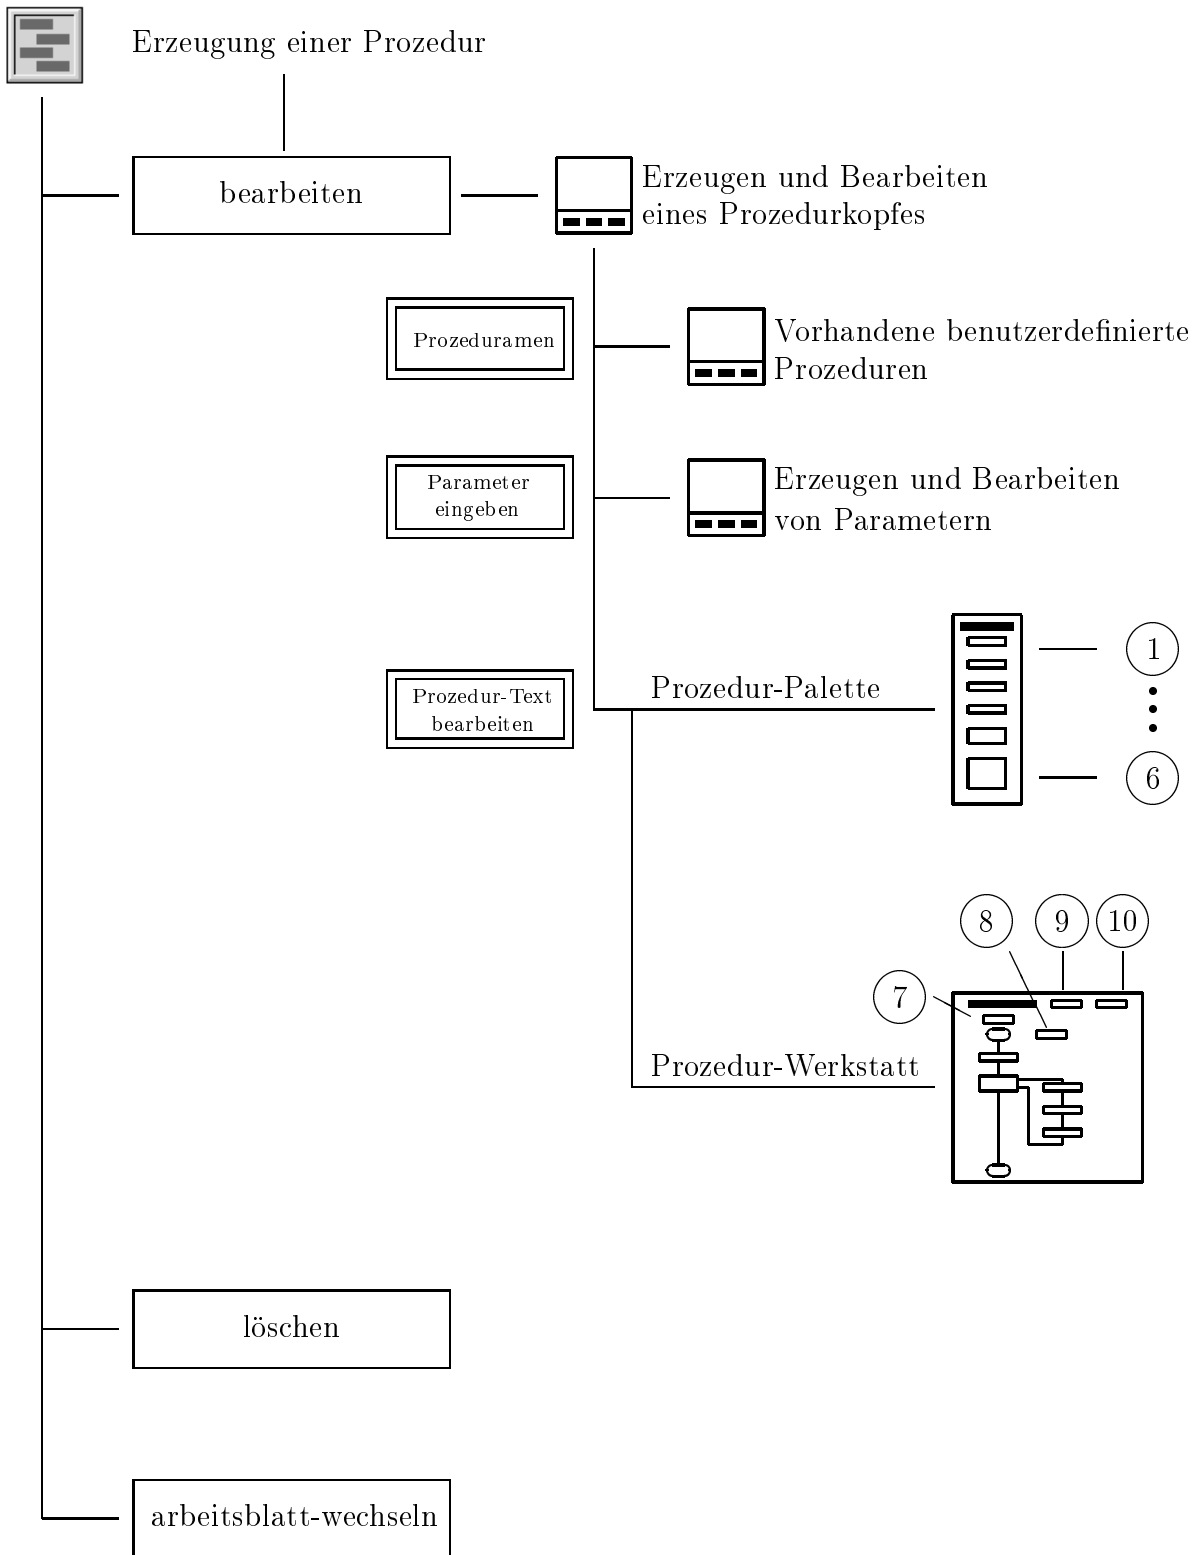 Erzeugung einer Prozedur
bearbeiten
Erzeugen und Bearbeiten
eines Prozedurkopfes
Prozeduramen
Vorhandene benutzerdefinierte
Prozeduren
Parameter
eingeben
Erzeugen und Bearbeiten
von Parametern
Prozedur-Text
bearbeiten
Prozedur-Palette
1
6
8
9
10
7
Prozedur-Werkstatt
löschen
arbeitsblatt-wechseln